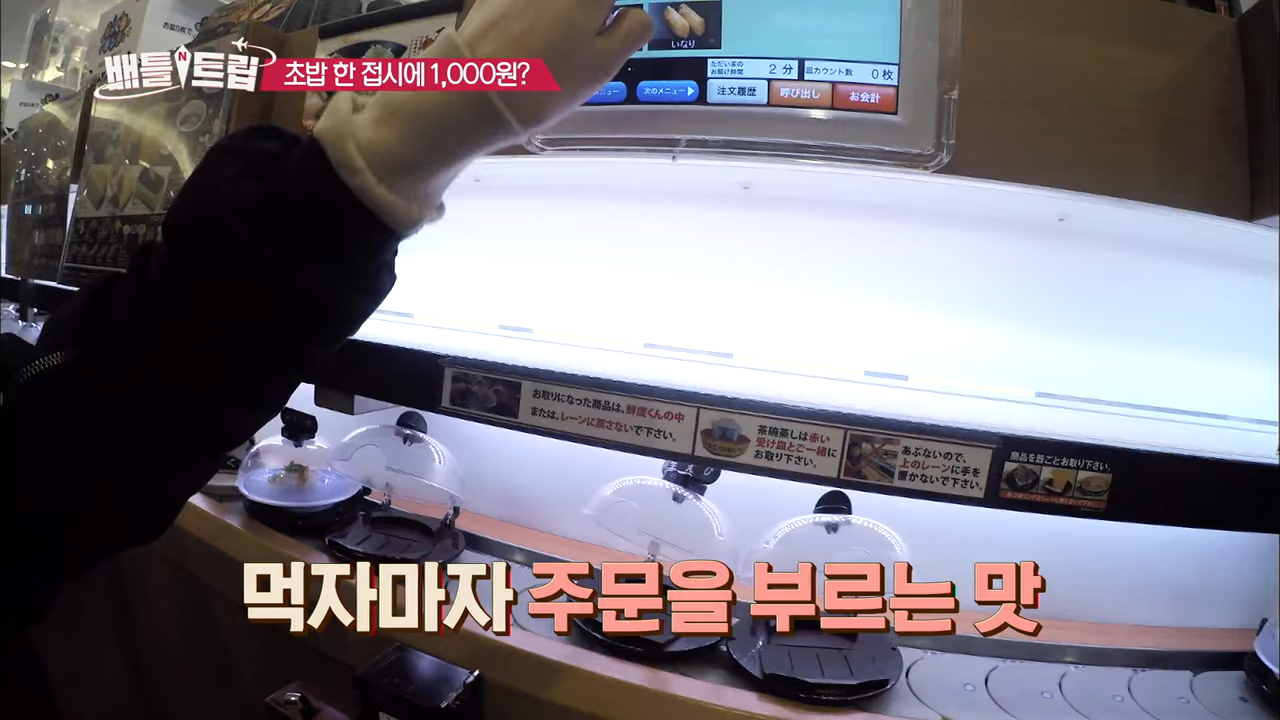 배틀트립
초밥 한 접시에 1,000원?
いなり
ただいまの
お届け時間
2 分
皿カウント数
0 枚
次のメニュー
注文履歴
呼び出し
お会計
お取りになった商品は、鮮度くんの中
または、レーンに戻さないで下さい。
茶碗蒸しは赤い
受け皿とご一緒に
お取り下さい。
あぶないので、
上のレーンに手を
置かないで下さい。
商品を器ごとお取り下さい。
먹자마자 주문을 부르는 맛